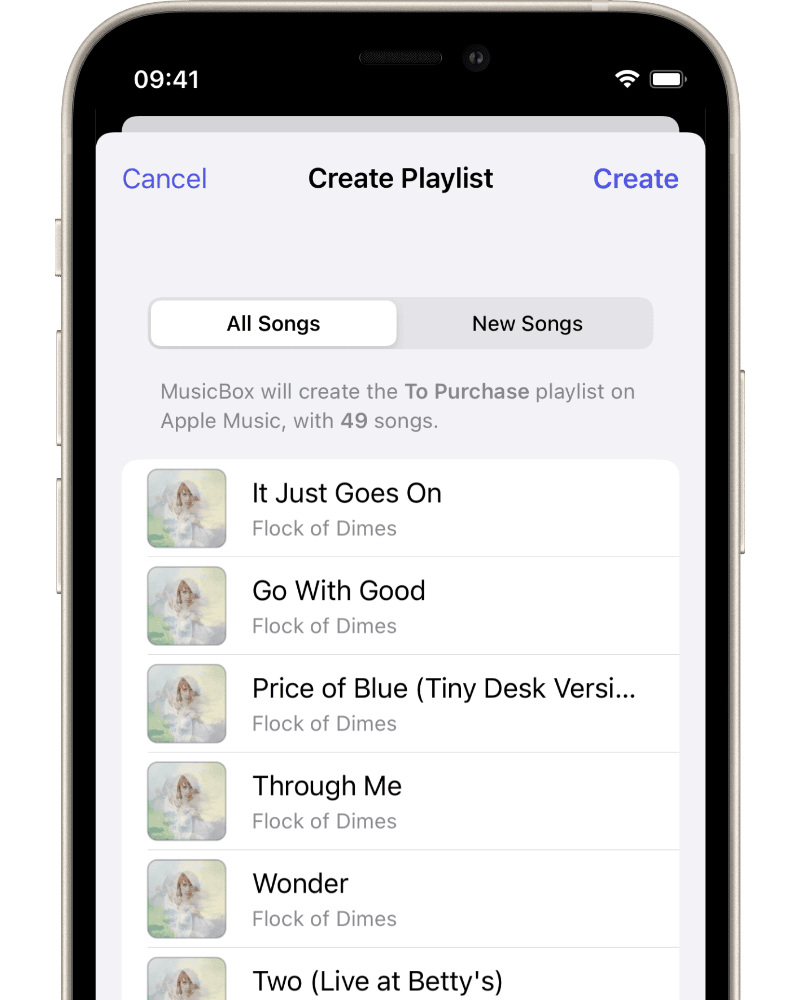 09:41
Cancel Create Playlist Create
All Songs New Songs
MusicBox will create the To Purchase playlist on
Apple Music, with 49 songs.
It Just Goes On
Flock of Dimes
Go With Good
Flock of Dimes
Price of Blue (Tiny Desk Versi...
Flock of Dimes
Through Me
Flock of Dimes
Wonder
Flock of Dimes
Two (Live at Betty's)